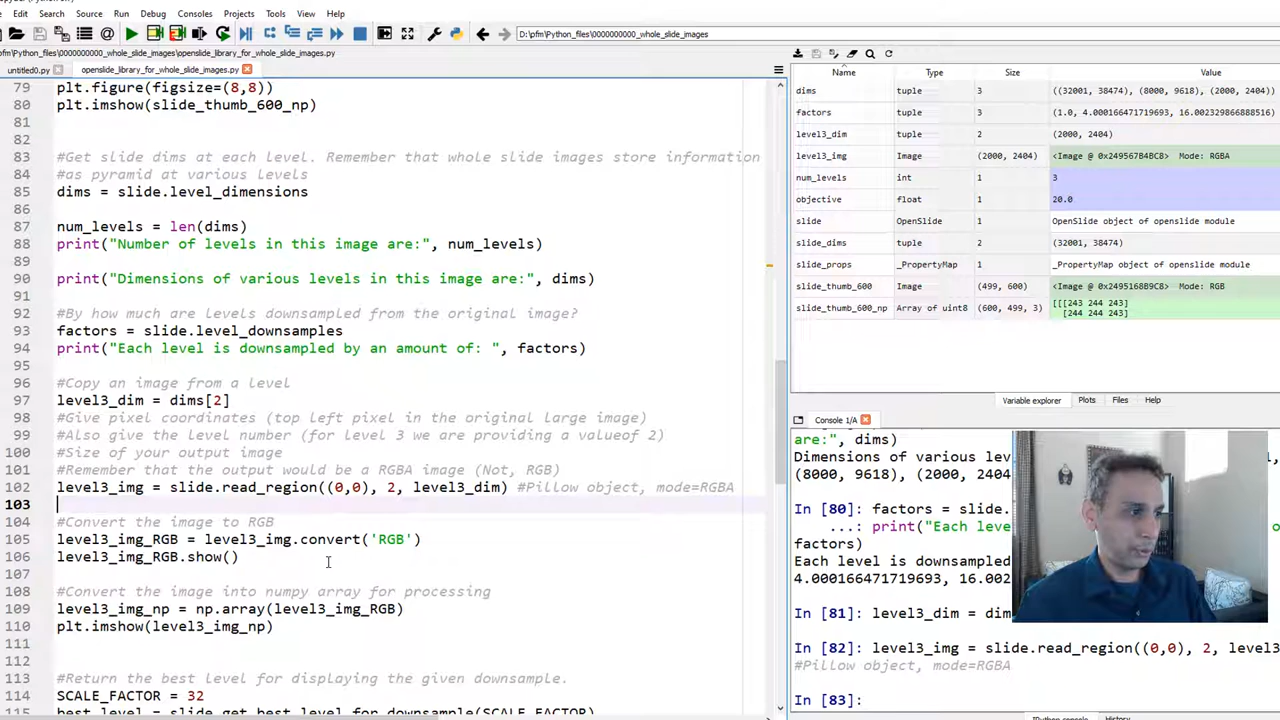 Edit Search Source Run Debug Consoles Projects Tools View Help
D:\pfm\Python_files\0000000000_whole_slide_images
pfm\Python_files\0000000000_whole_slide_images\openslide_library_for_whole_slide_images.py
untitled0.py openslide_library_for_whole_slide_images.py
79 plt.figure(figsize=(8,8))
80 plt.imshow(slide_thumb_600_np)
81
82
83 #Get slide dims at each level. Remember that whole slide images store information
84 #as pyramid at various levels
85 dims = slide.level_dimensions
86
87 num_levels = len(dims)
88 print("Number of levels in this image are:", num_levels)
89
90 print("Dimensions of various levels in this image are:", dims)
91
92 #By how much are levels downsampled from the original image?
93 factors = slide.level_downsamples
94 print("Each level is downsampled by an amount of: ", factors)
95
96 #Copy an image from a level
97 level3_dim = dims[2]
98 #Give pixel coordinates (top left pixel in the original large image)
99 #Also give the level number (for level 3 we are providing a valueof 2)
100 #Size of your output image
101 #Remember that the output would be a RGBA image (Not, RGB)
102 level3_img = slide.read_region((0,0), 2, level3_dim) #Pillow object, mode=RGBA
103
104 #Convert the image to RGB
105 level3_img_RGB = level3_img.convert('RGB')
106 level3_img_RGB.show()
107
108 #Convert the image into numpy array for processing
109 level3_img_np = np.array(level3_img_RGB)
110 plt.imshow(level3_img_np)
111
112
113 #Return the best level for displaying the given downsample.
114 SCALE_FACTOR = 32
115 best_level = slide.get_best_level_for_downsample(SCALE_FACTOR)
Name Type Size Value
dims tuple 3 ((32001, 38474), (8000, 9618), (2000, 2404))
factors tuple 3 (1.0, 4.000166471719693, 16.002329866888516)
level3_dim tuple 2 (2000, 2404)
level3_img Image (2000, 2404) <Image @ 0x249567B4BC8> Mode: RGBA
num_levels int 1 3
objective float 1 20.0
slide OpenSlide 1 OpenSlide object of openslide module
slide_dims tuple 2 (32001, 38474)
slide_props _PropertyMap 1 _PropertyMap object of openslide module
slide_thumb_600 Image (499, 600) <Image @ 0x2495168B9C8> Mode: RGB
slide_thumb_600_np Array of uint8 (600, 499, 3) [[[243 244 243]
[244 244 243]
Variable explorer Plots Files Help
Console 1/A
are:", dims)
Dimensions of various lev
(8000, 9618), (2000, 2404
In [80]: factors = slide.
...: print("Each leve
factors)
Each level is downsampled
4.000166471719693, 16.002
In [81]: level3_dim = dim
In [82]: level3_img = slide.read_region((0,0), 2, level3
#Pillow object, mode=RGBA
In [83]:
IPython console History